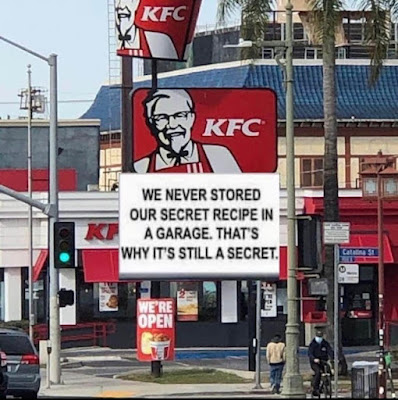 KFC
KFC
WE NEVER STORED
OUR SECRET RECIPE IN
A GARAGE. THAT'S
WHY IT'S STILL A SECRET.
KF
Catalina St
WE'RE
OPEN